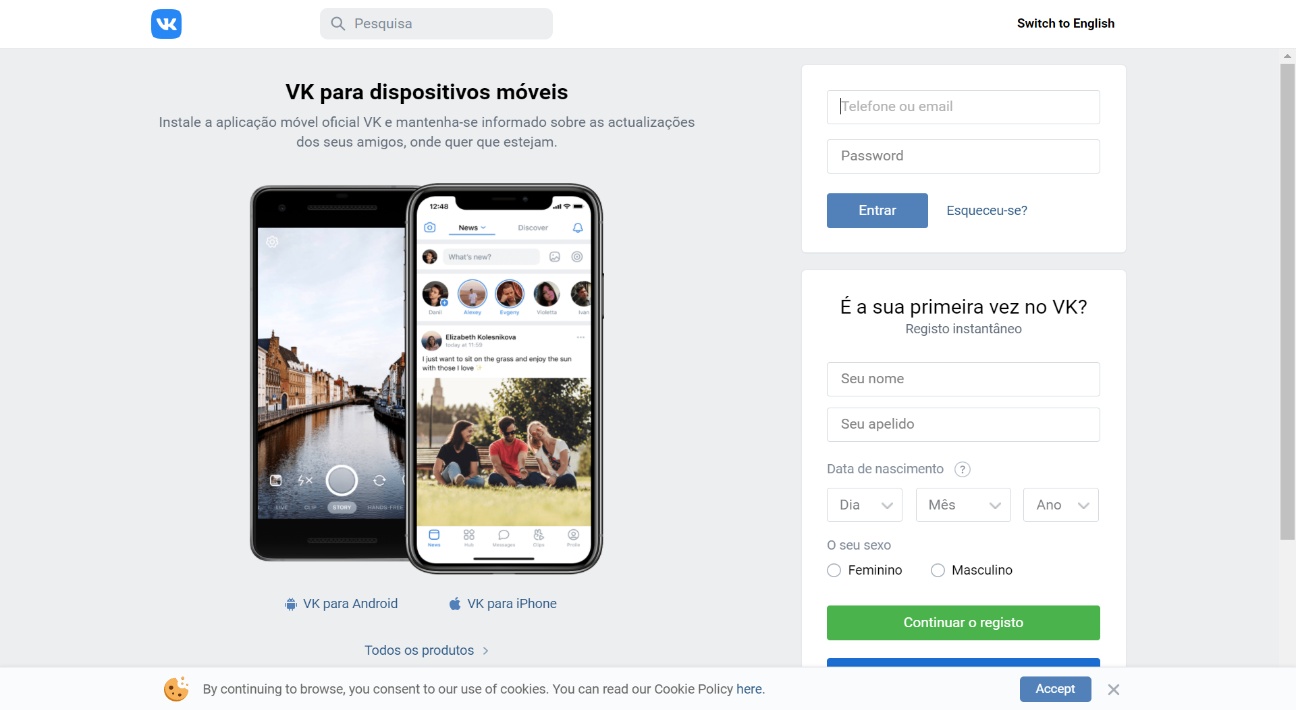 Pesquisa
Switch to English
VK para dispositivos móveis
Instale a aplicação móvel oficial VK e mantenha-se informado sobre as actualizações
dos seus amigos, onde quer que estejam.
12:48
News
Discover
What's new?
Alexey
Evgeny
Violetta
Elizabeth Kolesnikova
today at 11:59
I just want to sit on the grass and enjoy the sun
with those I love
CLIP
STORY
HANDS-FREE
News
Hub
Messages
Clips
Profile
VK para Android
VK para iPhone
Todos os produtos
Telefone ou email
Password
Entrar
Esqueceu-se?
É a sua primeira vez no VK?
Registo instantâneo
Seu nome
Seu apelido
Data de nascimento ?
Dia
Mês
Ano
O seu sexo
Feminino
Masculino
Continuar o registo
By continuing to browse, you consent to our use of cookies. You can read our Cookie Policy here.
Accept